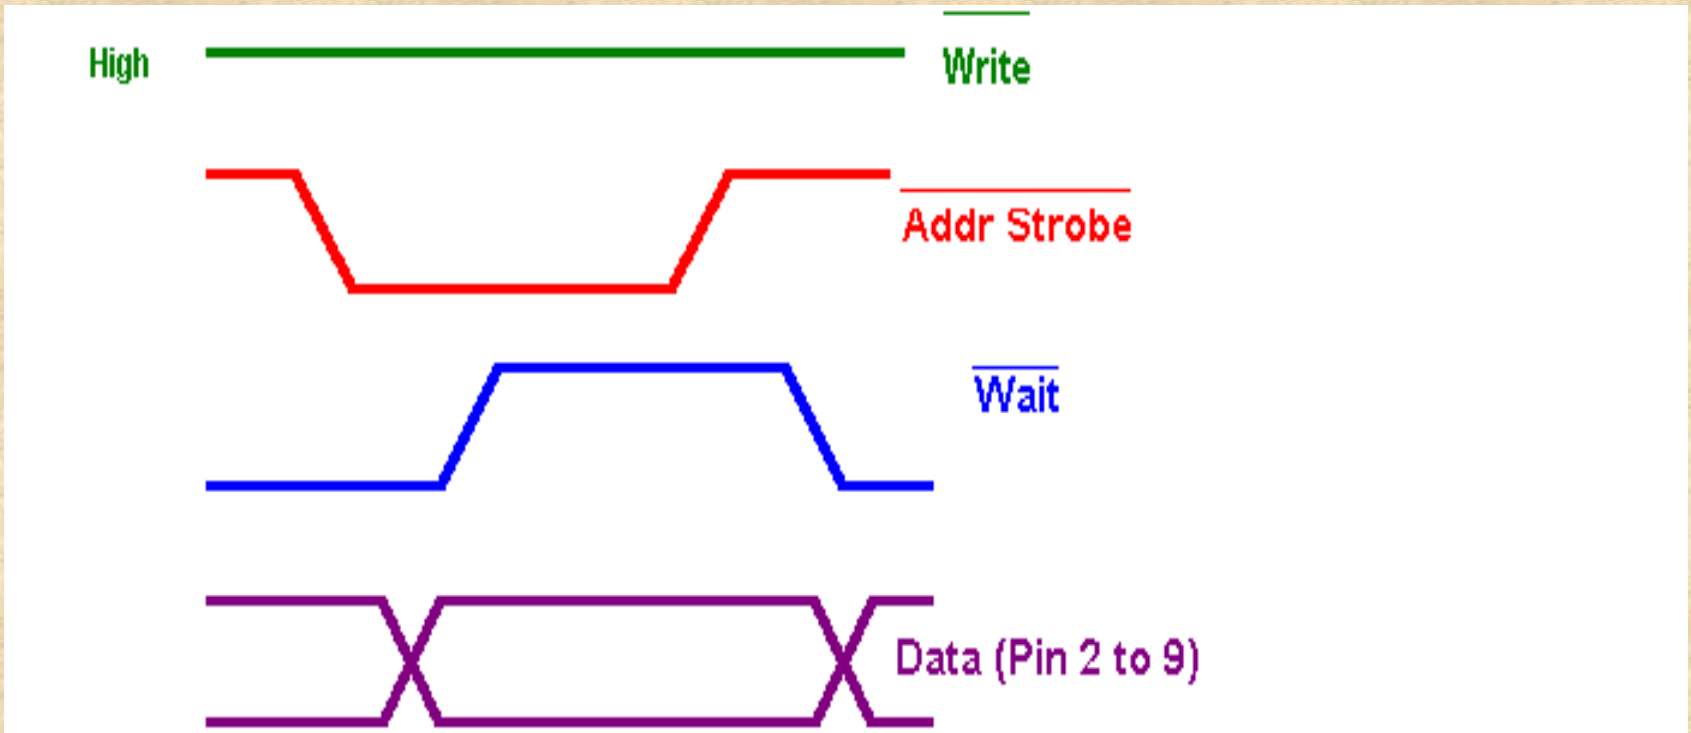 High
Write
Addr Strobe
Wait
Data (Pin 2 to 9)